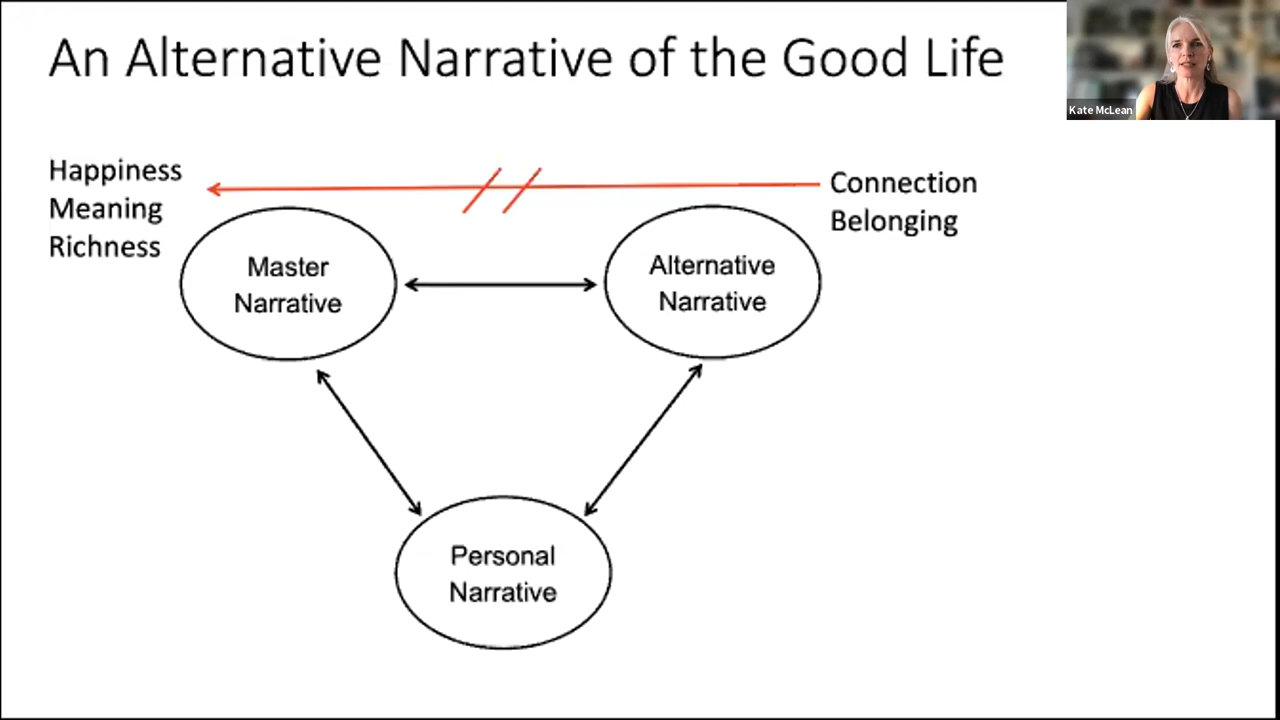 An Alternative Narrative of the Good Life
Kate McLean
Happiness
Meaning
Richness
Connection
Belonging
Master
Narrative
Alternative
Narrative
Personal
Narrative